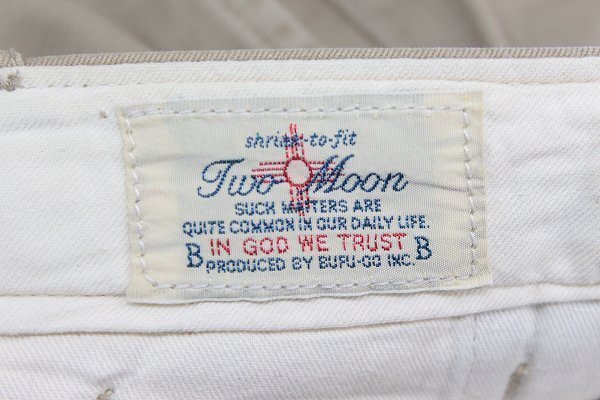 shrink-to-fit
Two Moon
SUCH MATTERS ARE
QUITE COMMON IN OUR DAILY LIFE.
B IN GOD WE TRUST B
PRODUCED BY BUFU-GO INC.